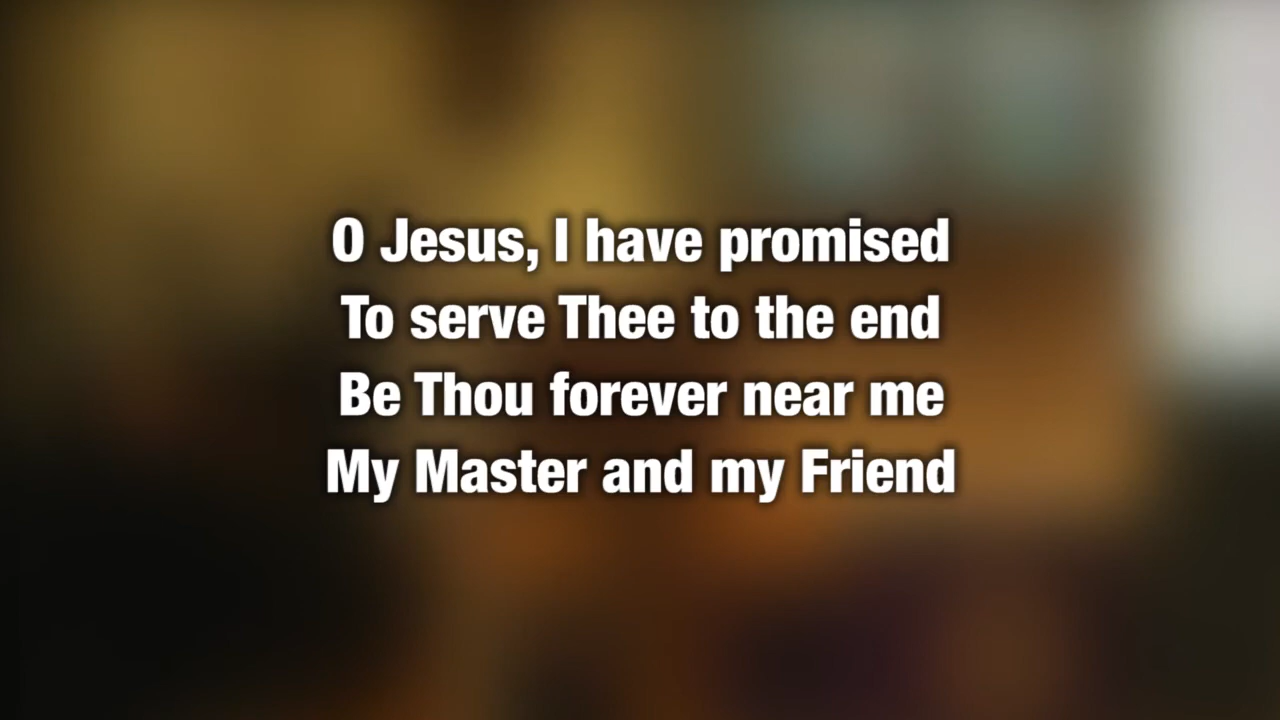 O Jesus, I have promised
To serve Thee to the end
Be Thou forever near me
My Master and my Friend